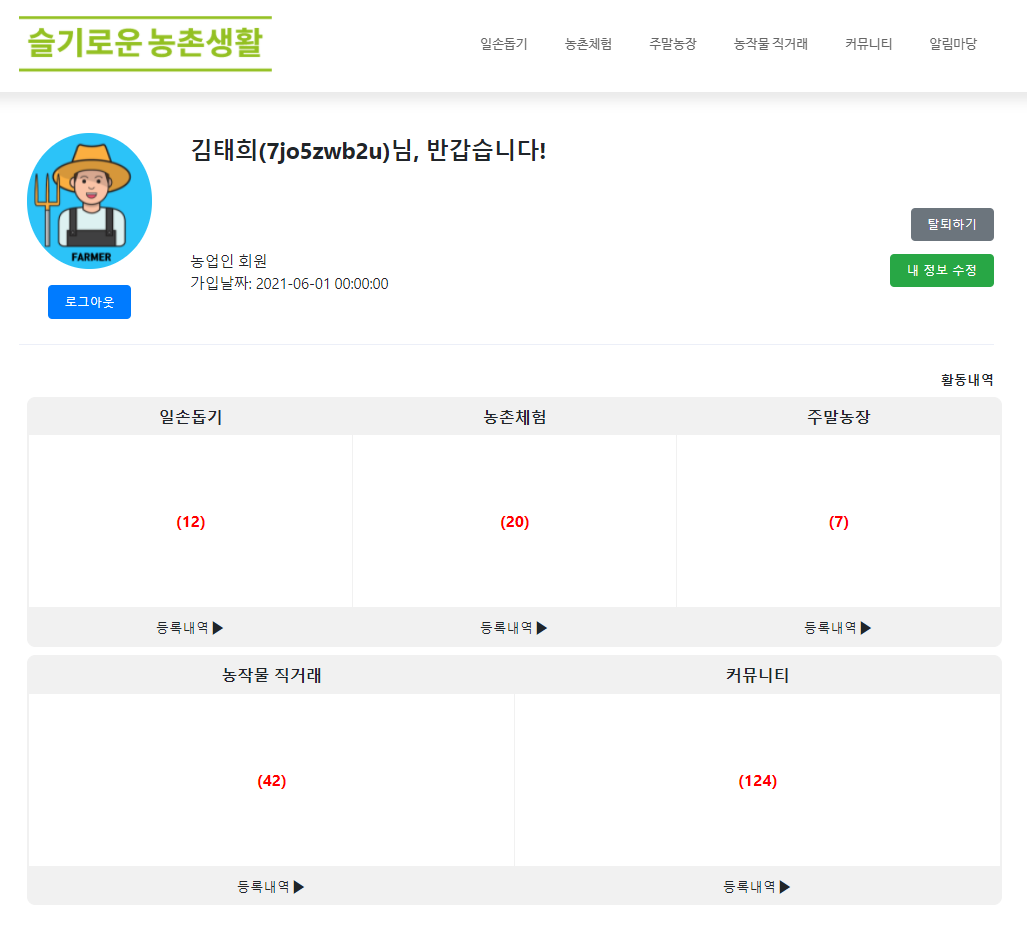 슬기로운 농촌생활
일손돕기 농촌체험 주말농장 농작물 직거래 커뮤니티 알림마당
김태희(7jo5zwb2u)님, 반갑습니다!
FARMER
탈퇴하기
농업인 회원
내 정보 수정
가입날짜: 2021-06-01 00:00:00
로그아웃
활동내역
일손돕기 농촌체험 주말농장
(12) (20) (7)
등록내역▶ 등록내역▶ 등록내역▶
농작물 직거래 커뮤니티
(42) (124)
등록내역▶ 등록내역▶